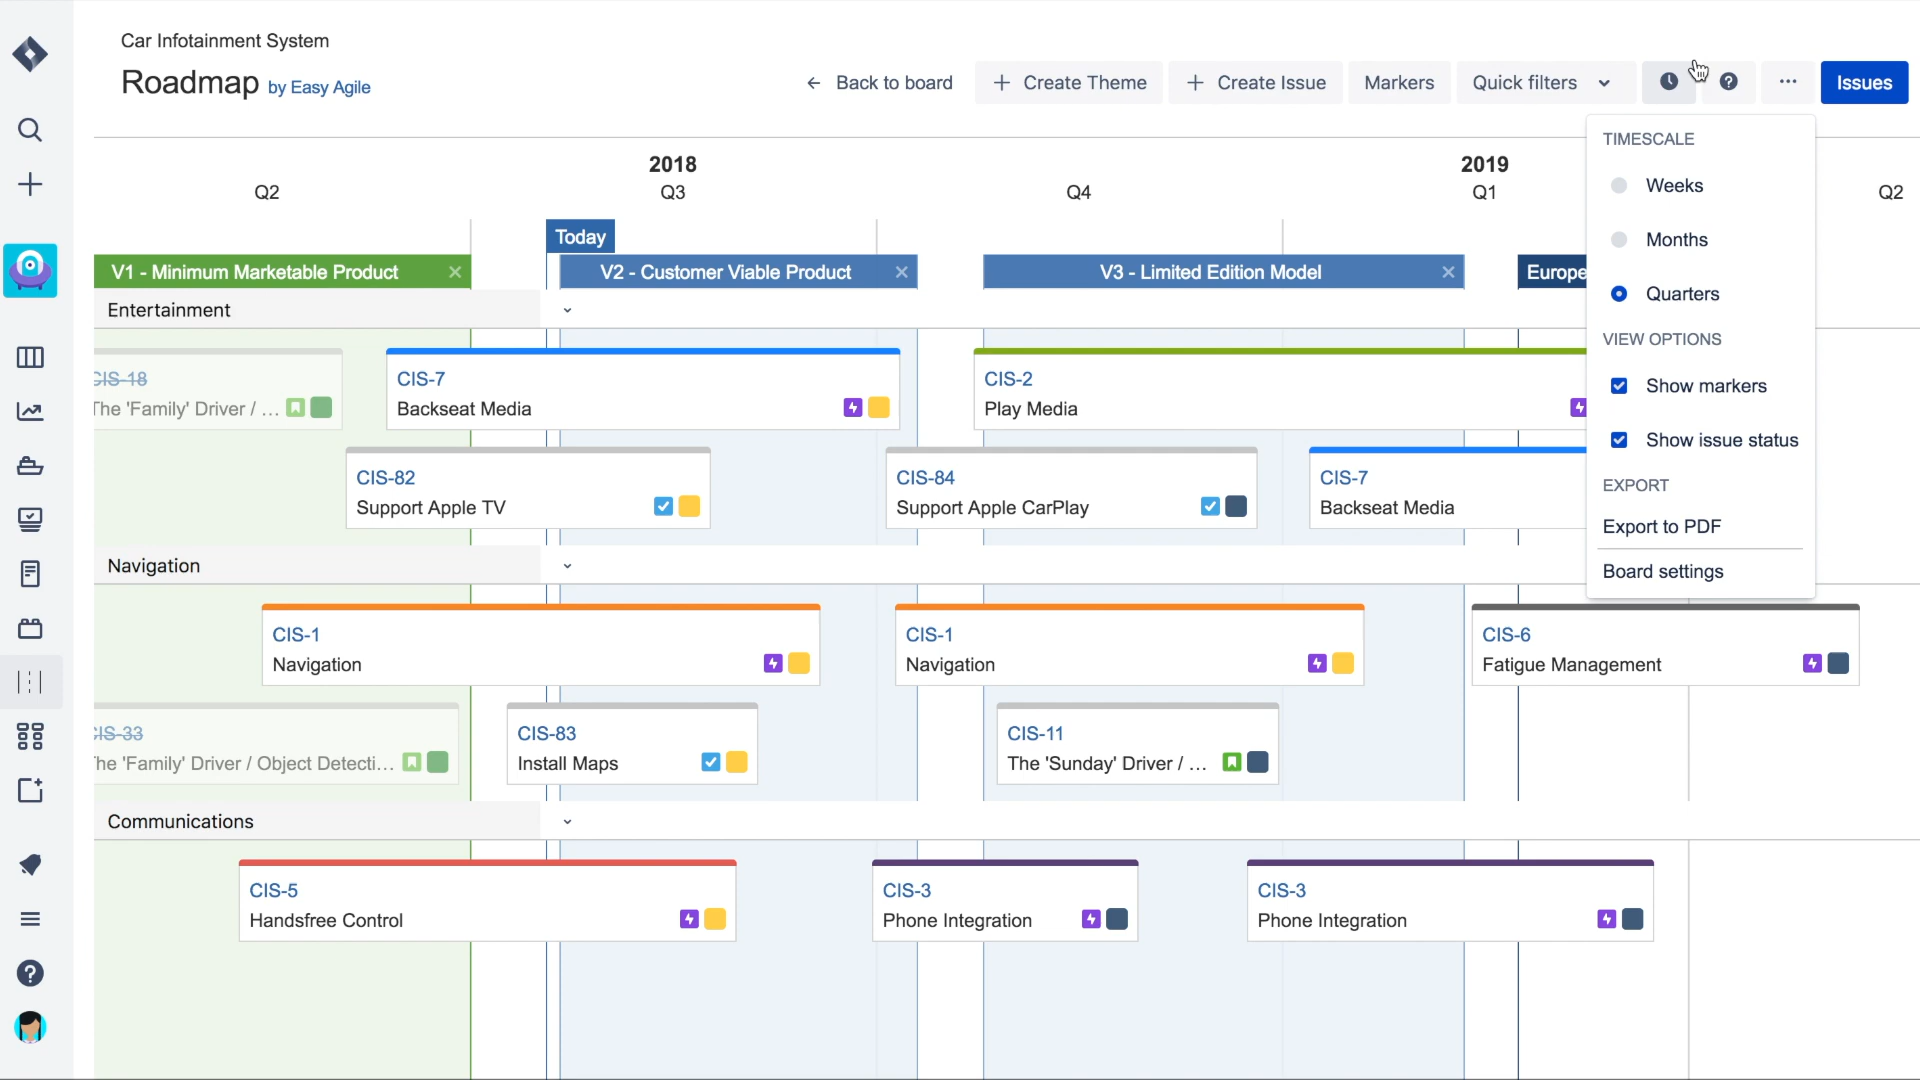 Car Infotainment System
Roadmap by Easy Agile
Back to board
Create Theme
Create Issue
Markers
Quick filters
Issues
2018
2019
Q2
Q3
Q4
Q1
Q2
Today
V1 - Minimum Marketable Product
V2 - Customer Viable Product
V3 - Limited Edition Model
Europe
Entertainment
CIS-18
The 'Family' Driver / ...
CIS-7
Backseat Media
CIS-2
Play Media
CIS-82
Support Apple TV
CIS-84
Support Apple CarPlay
CIS-7
Backseat Media
Navigation
CIS-1
Navigation
CIS-1
Navigation
CIS-6
Fatigue Management
CIS-33
The 'Family' Driver / Object Detecti...
CIS-83
Install Maps
CIS-11
The 'Sunday' Driver / ...
Communications
CIS-5
Handsfree Control
CIS-3
Phone Integration
CIS-3
Phone Integration
TIMESCALE
Weeks
Months
Quarters
VIEW OPTIONS
Show markers
Show issue status
EXPORT
Export to PDF
Board settings